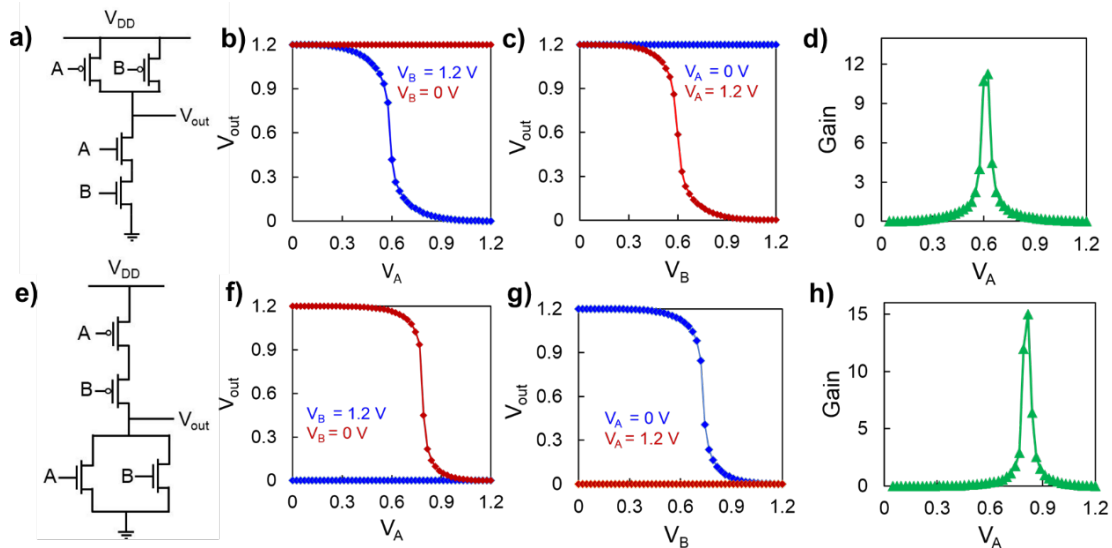 a)
V_DD
A
B
V_out
A
B
b)
V_out
1.2
0.9
0.6
0.3
0
V_B = 1.2 V
V_B = 0 V
0 0.3 0.6 0.9 1.2
V_A
c)
V_out
1.2
0.9
0.6
0.3
0
V_A = 0 V
V_A = 1.2 V
0 0.3 0.6 0.9 1.2
V_B
d)
Gain
12
9
6
3
0
0 0.3 0.6 0.9 1.2
V_A
e)
V_DD
A
B
V_out
A
B
f)
V_out
1.2
0.9
0.6
0.3
0
V_B = 1.2 V
V_B = 0 V
0 0.3 0.6 0.9 1.2
V_A
g)
V_out
1.2
0.9
0.6
0.3
0
V_A = 0 V
V_A = 1.2 V
0 0.3 0.6 0.9 1.2
V_B
h)
Gain
15
10
5
0
0 0.3 0.6 0.9 1.2
V_A